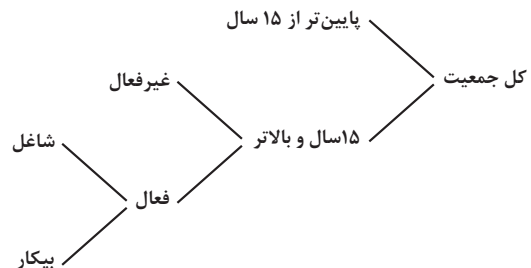 پایین‌تر از ۱۵ سال
کل جمعیت
غیرفعال
۱۵سال و بالاتر
شاغل
فعال
بیکار